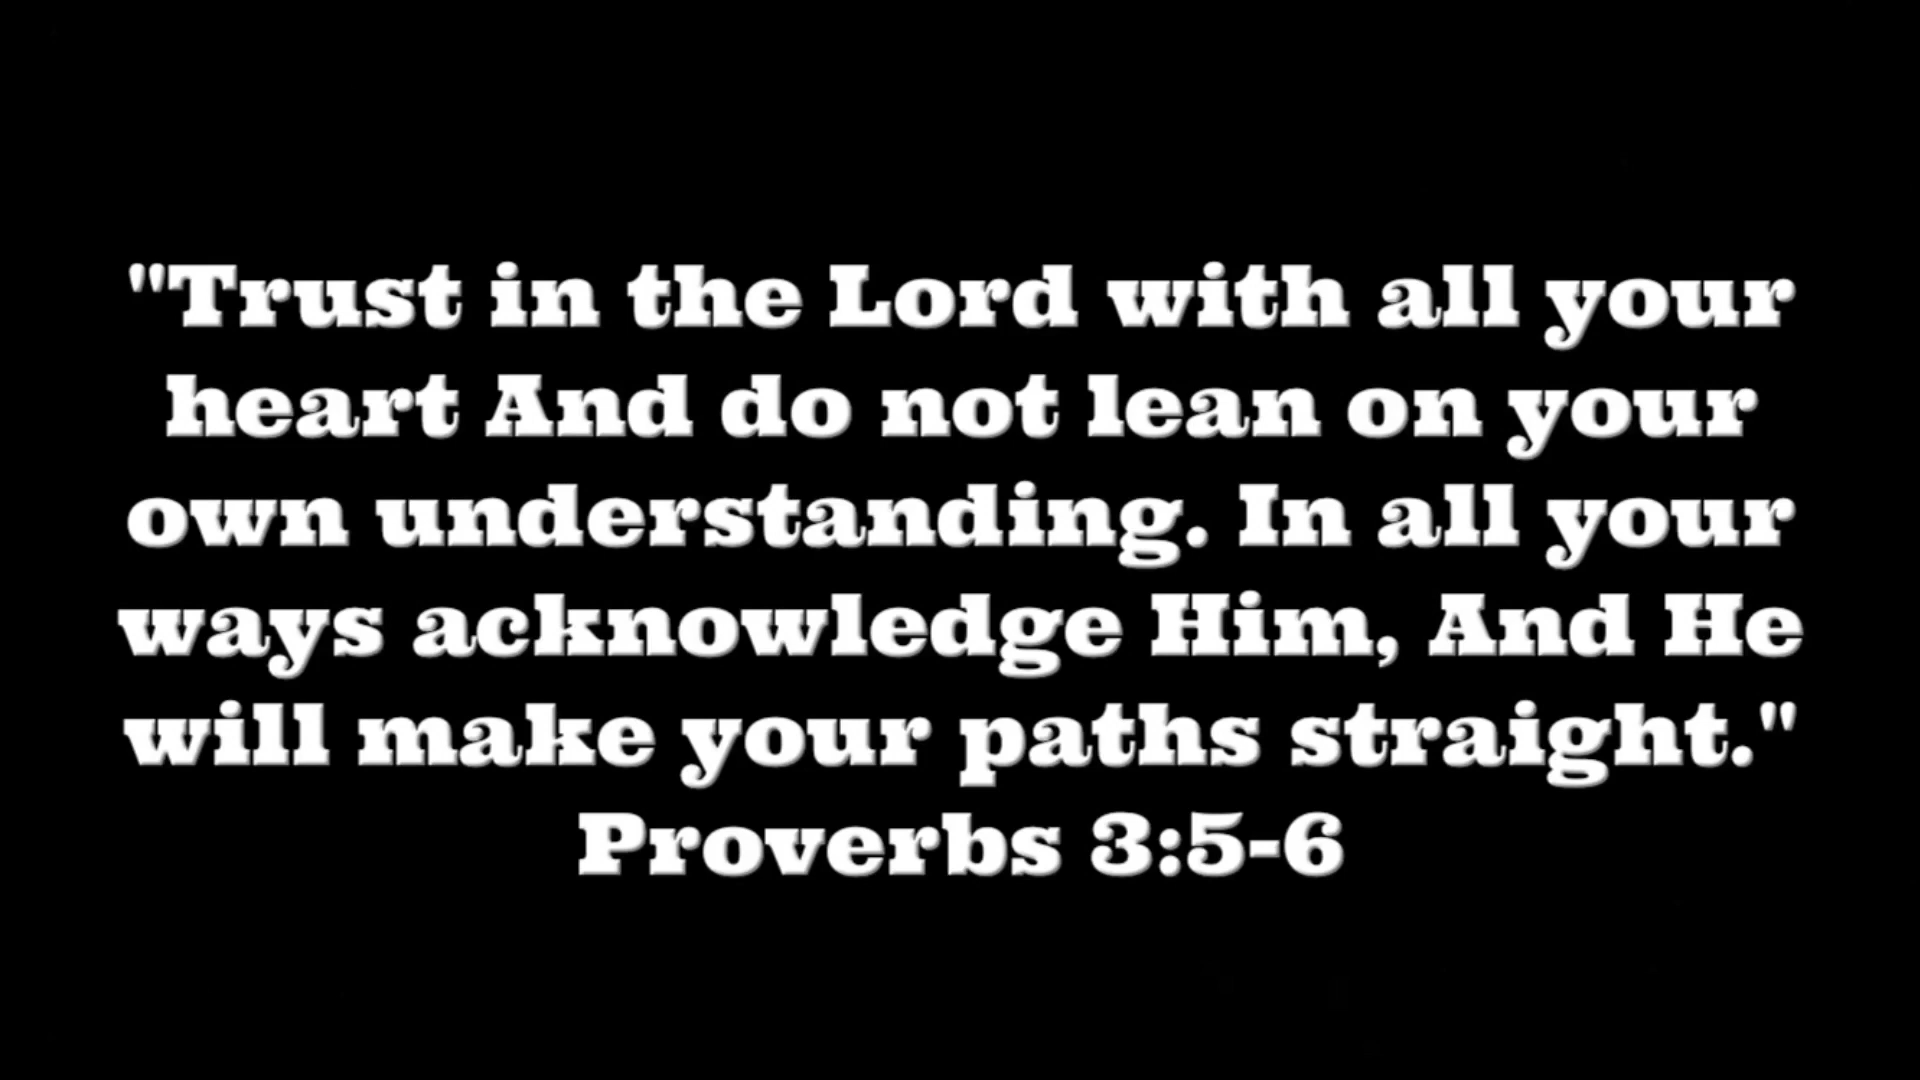 "Trust in the Lord with all your
heart And do not lean on your
own understanding. In all your
ways acknowledge Him, And He
will make your paths straight."
Proverbs 3:5-6